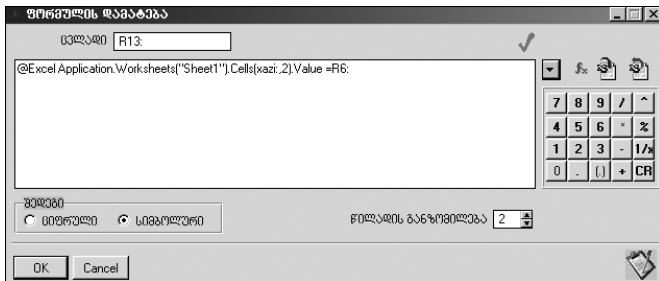 ფორმულის დამატება
ცვლადი R13:
@Excel Application.Worksheets("Sheet1").Cells(xazi:,2).Value =R6:
fx
7 8 9 / ^
4 5 6 * %
1 2 3 - 1/x
0 . (.) + CR
შედეგი
ციფრული სიმბოლური
წილადის განზომილება 2
OK Cancel